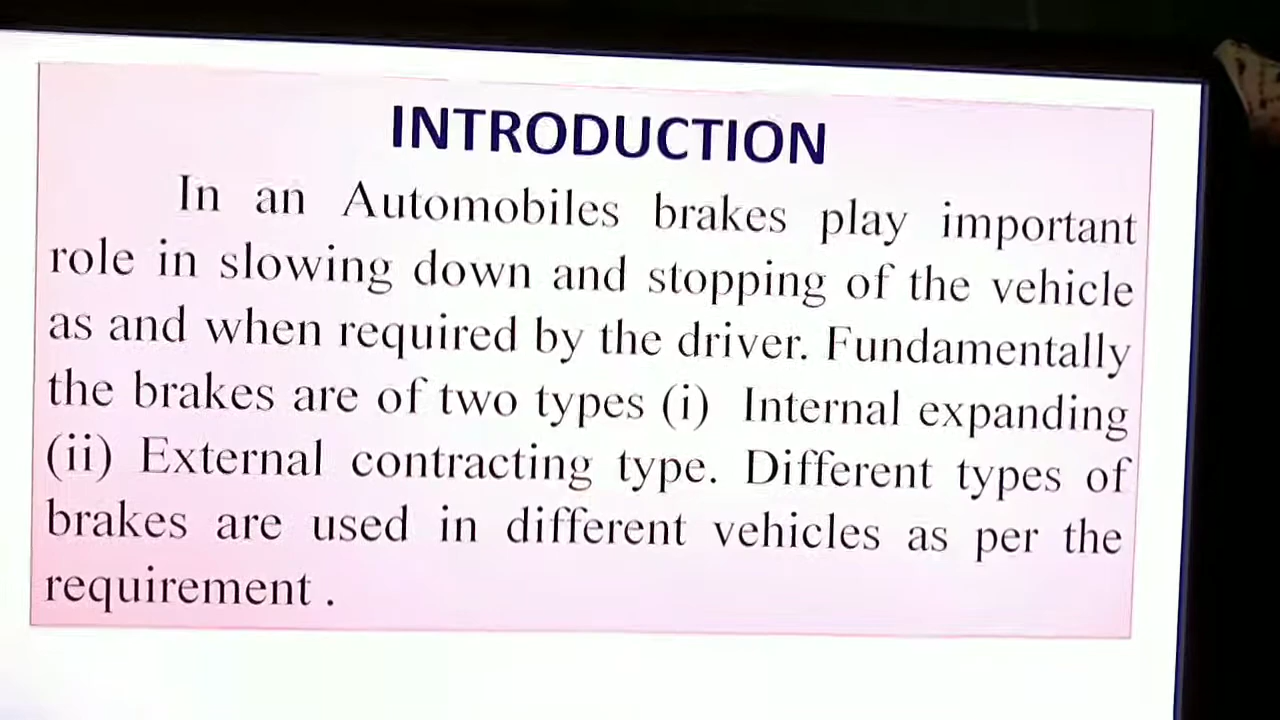 INTRODUCTION
In an Automobiles brakes play important
role in slowing down and stopping of the vehicle
as and when required by the driver. Fundamentally
the brakes are of two types (i) Internal expanding
(ii) External contracting type. Different types of
brakes are used in different vehicles as per the
requirement .